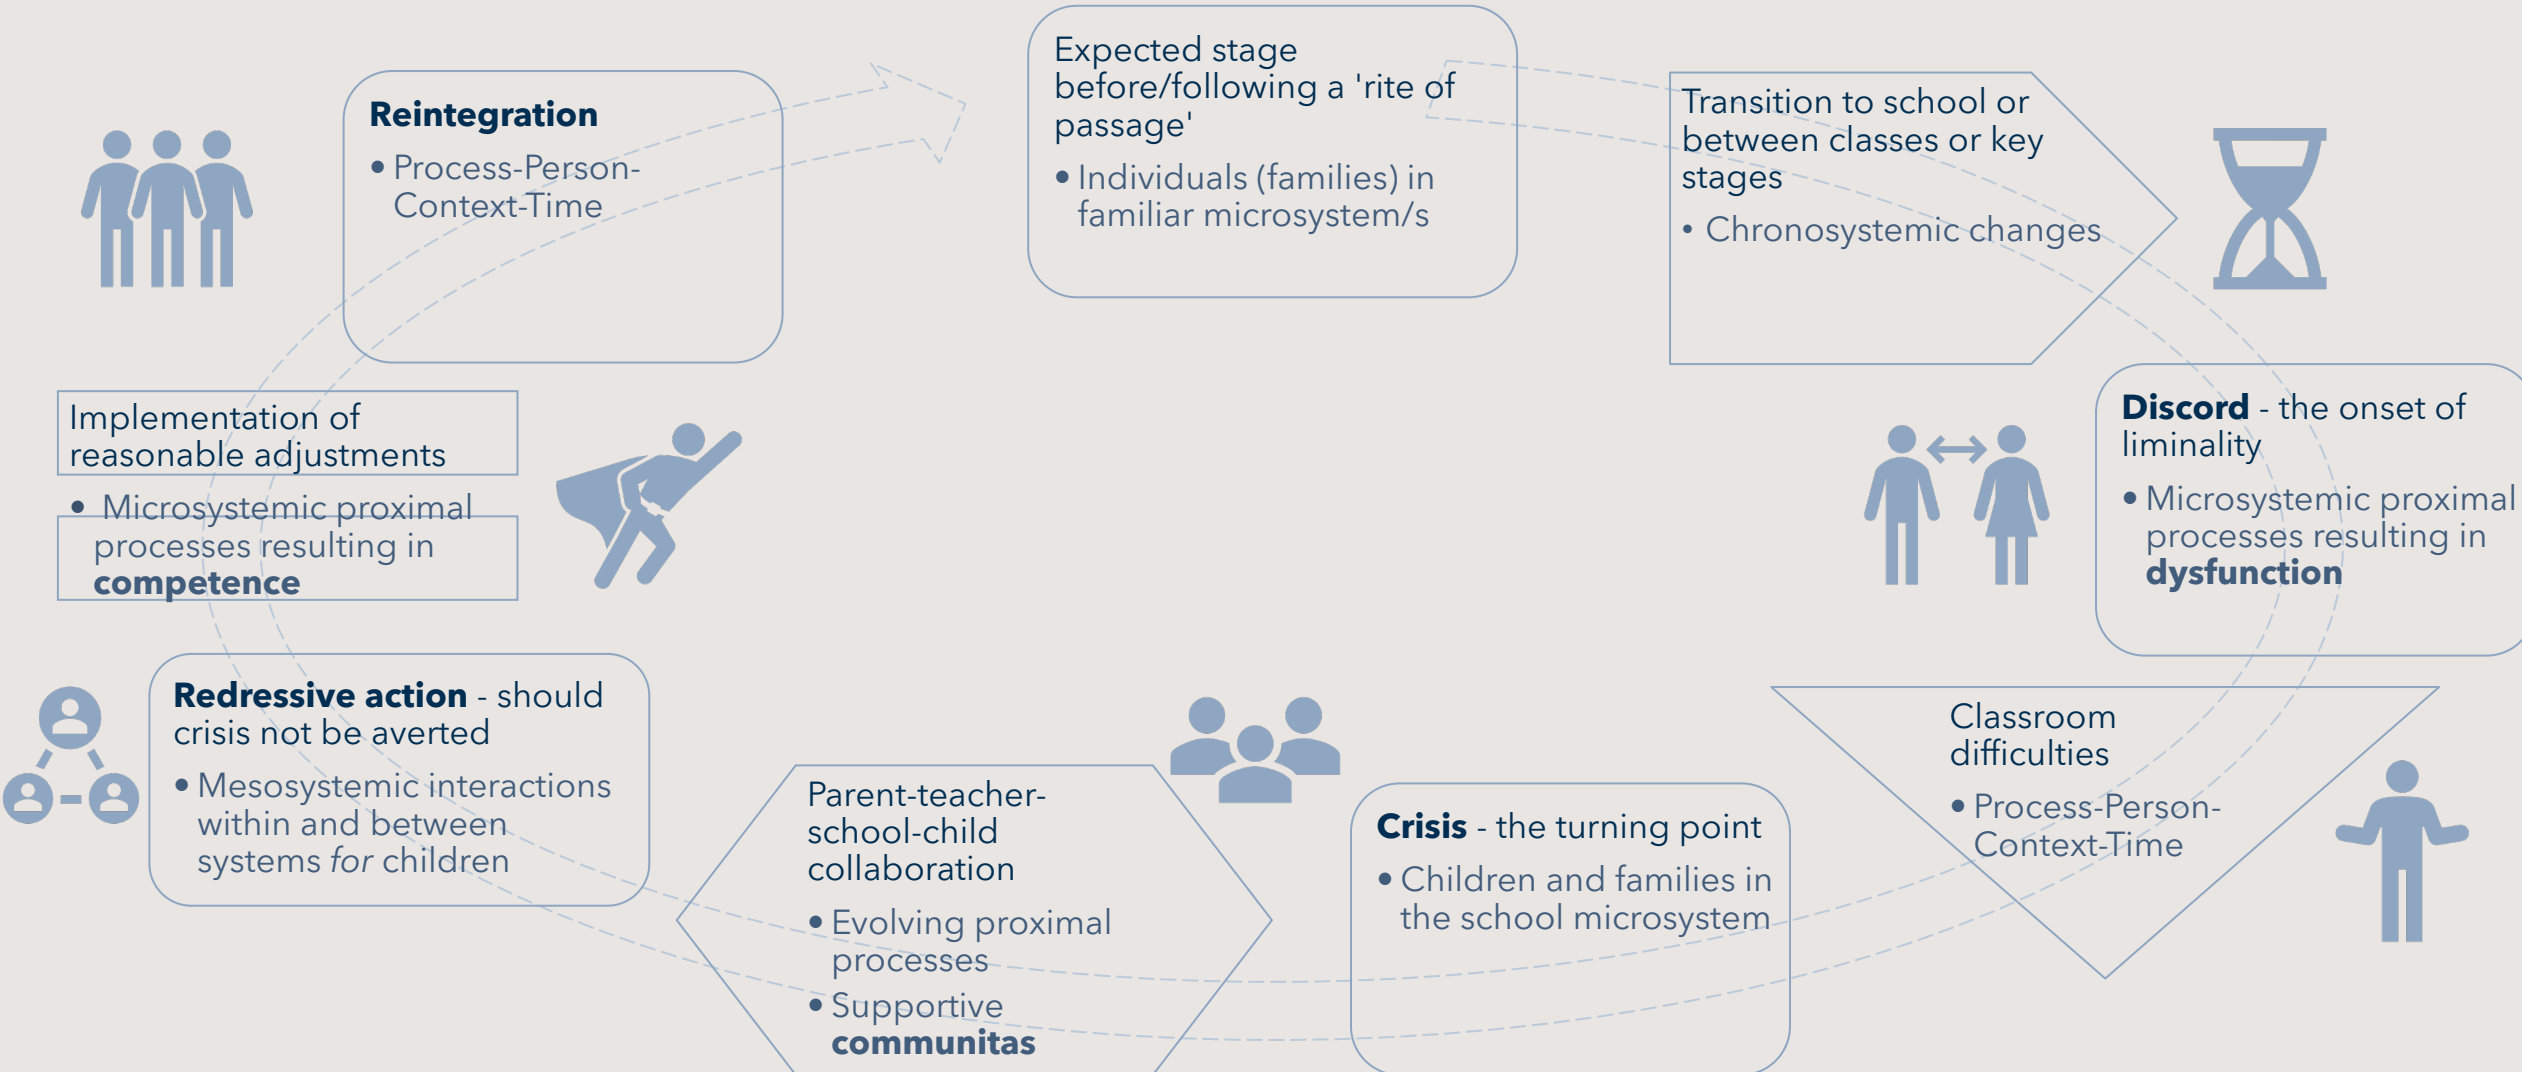 Expected stage
before/following a 'rite of
passage'
• Individuals (families) in
familiar microsystem/s
Transition to school or
between classes or key
stages
• Chronosystemic changes
Discord - the onset of
liminality
• Microsystemic proximal
processes resulting in
dysfunction
Classroom
difficulties
• Process-Person-
Context-Time
Crisis - the turning point
• Children and families in
the school microsystem
Parent-teacher-
school-child
collaboration
• Evolving proximal
processes
• Supportive
communitas
Redressive action - should
crisis not be averted
• Mesosystemic interactions
within and between
systems for children
Implementation of
reasonable adjustments
• Microsystemic proximal
processes resulting in
competence
Reintegration
• Process-Person-
Context-Time